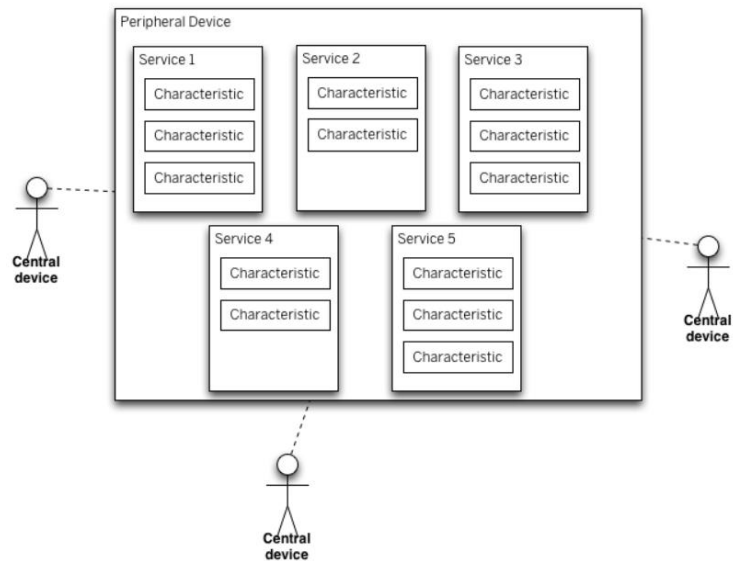 Peripheral Device
Service 1
Characteristic
Characteristic
Characteristic
Service 2
Characteristic
Characteristic
Service 3
Characteristic
Characteristic
Characteristic
Service 4
Characteristic
Characteristic
Service 5
Characteristic
Characteristic
Characteristic
Central
device
Central
device
Central
device